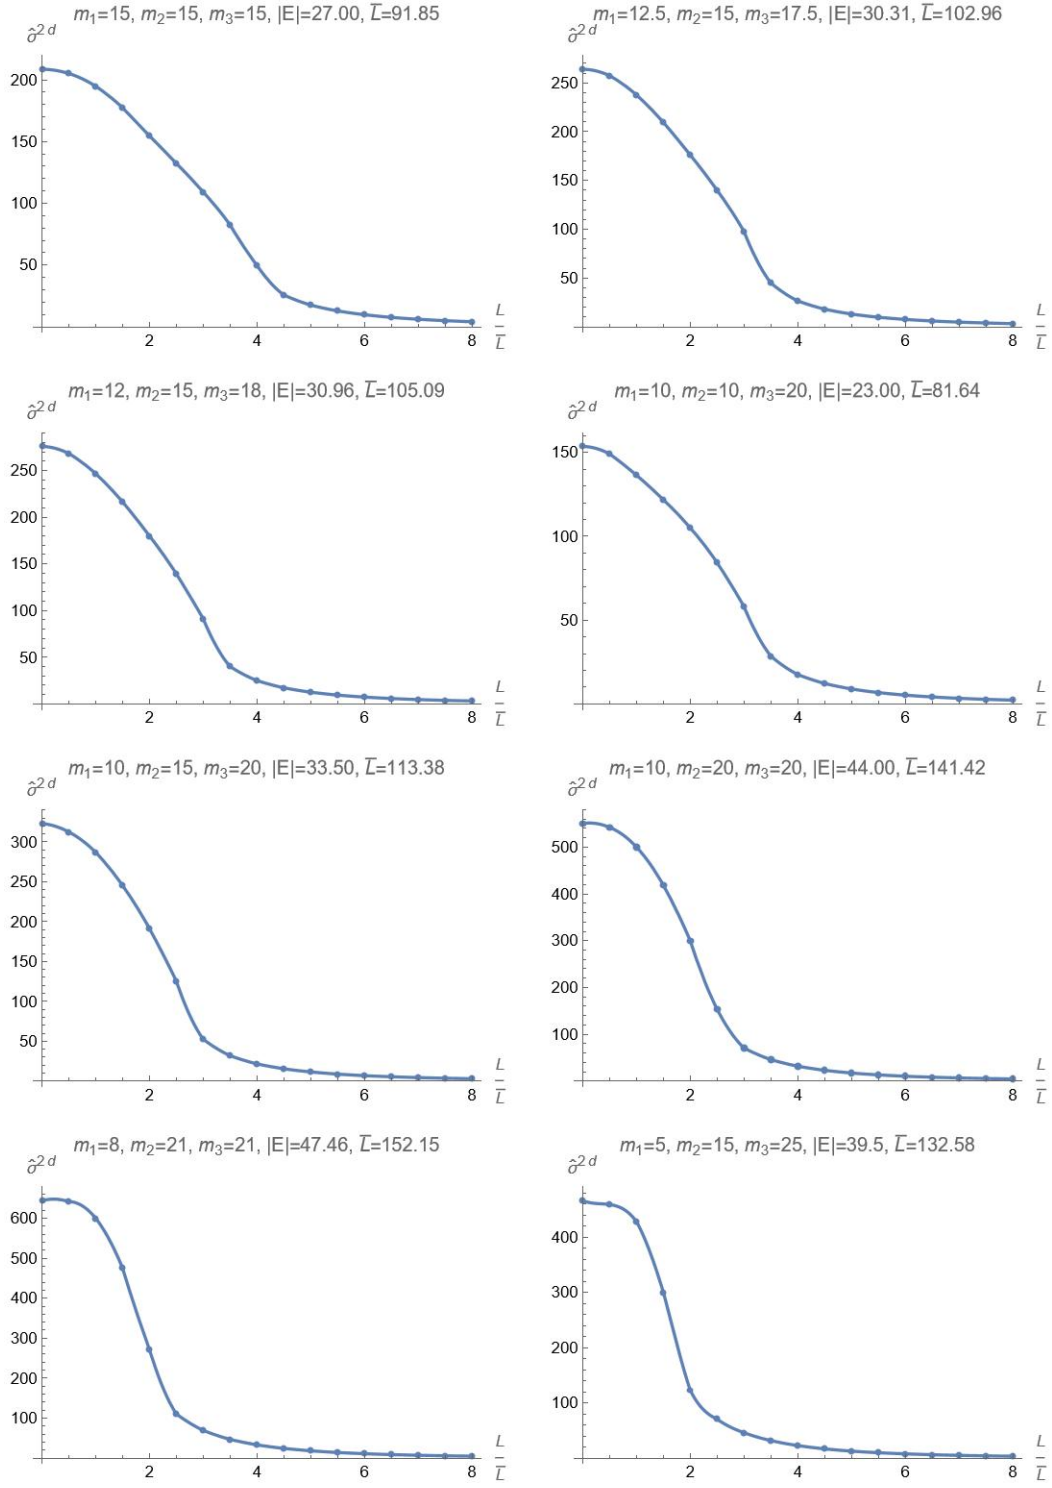 m₁=15, m₂=15, m₃=15, |E|=27.00, L̅=91.85
σ̂²ᵈ
200
150
100
50
2 4 6 8
L
L̅
m₁=12.5, m₂=15, m₃=17.5, |E|=30.31, L̅=102.96
σ̂²ᵈ
250
200
150
100
50
2 4 6 8
L
L̅
m₁=12, m₂=15, m₃=18, |E|=30.96, L̅=105.09
σ̂²ᵈ
250
200
150
100
50
2 4 6 8
L
L̅
m₁=10, m₂=10, m₃=20, |E|=23.00, L̅=81.64
σ̂²ᵈ
150
100
50
2 4 6 8
L
L̅
m₁=10, m₂=15, m₃=20, |E|=33.50, L̅=113.38
σ̂²ᵈ
300
250
200
150
100
50
2 4 6 8
L
L̅
m₁=10, m₂=20, m₃=20, |E|=44.00, L̅=141.42
σ̂²ᵈ
500
400
300
200
100
2 4 6 8
L
L̅
m₁=8, m₂=21, m₃=21, |E|=47.46, L̅=152.15
σ̂²ᵈ
600
500
400
300
200
100
2 4 6 8
L
L̅
m₁=5, m₂=15, m₃=25, |E|=39.5, L̅=132.58
σ̂²ᵈ
400
300
200
100
2 4 6 8
L
L̅